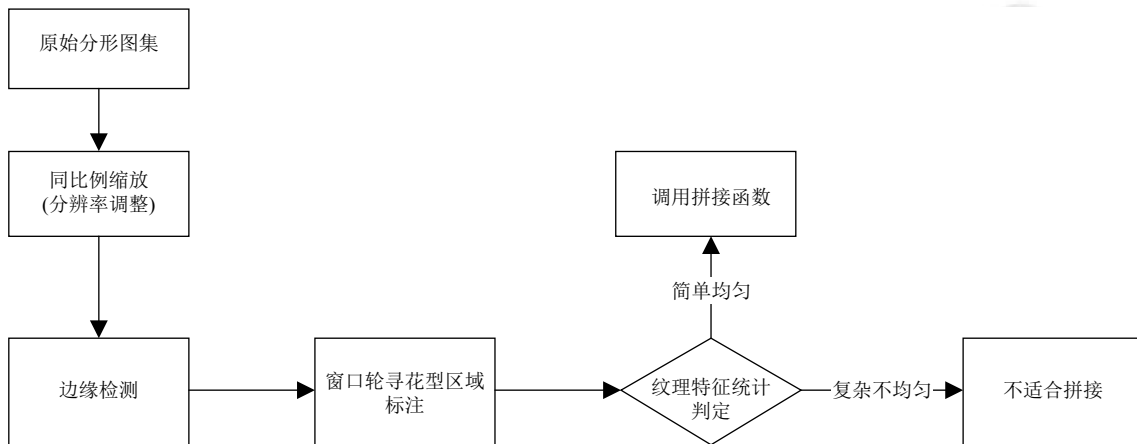 原始分形图集
同比例缩放
(分辨率调整)
调用拼接函数
简单均匀
边缘检测
窗口轮寻花型区域
标注
纹理特征统计
判定
复杂不均匀
不适合拼接